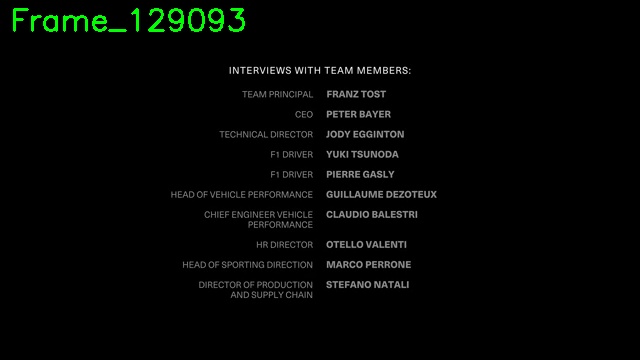 Frame_129093
INTERVIEWS WITH TEAM MEMBERS:
TEAM PRINCIPAL FRANZ TOST
CEO PETER BAYER
TECHNICAL DIRECTOR JODY EGGINTON
F1 DRIVER YUKI TSUNODA
F1 DRIVER PIERRE GASLY
HEAD OF VEHICLE PERFORMANCE GUILLAUME DEZOTEUX
CHIEF ENGINEER VEHICLE CLAUDIO BALESTRI
PERFORMANCE
HR DIRECTOR OTELLO VALENTI
HEAD OF SPORTING DIRECTION MARCO PERRONE
DIRECTOR OF PRODUCTION STEFANO NATALI
AND SUPPLY CHAIN